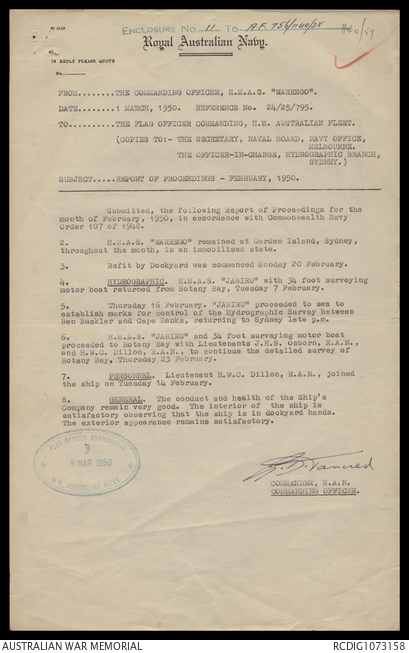 ENCLOSURE No. 11 To A.F. 756/1140/28
Royal Australian Navy.
IN REPLY PLEASE QUOTE
No.
FROM........THE COMMANDING OFFICER, H.M.A.S. "WARREGO".
DATE........1 MARCH, 1950. REFERENCE No. 24/25/795.
TO..........THE FLAG OFFICER COMMANDING, H.M. AUSTRALIAN FLEET.
(COPIES TO:- THE SECRETARY, NAVAL BOARD, NAVY OFFICE,
MELBOURNE.
THE OFFICER-IN-CHARGE, HYDROGRAPHIC BRANCH,
SYDNEY.)
SUBJECT.....REPORT OF PROCEEDINGS - FEBRUARY, 1950.
Submitted, the following Report of Proceedings for the
month of February, 1950, in accordance with Commonwealth Navy
Order 107 of 1948.
2. H.M.A.S. "WARREGO" remained at Garden Island, Sydney,
throughout the month, in an immobilised state.
3. Refit by Dockyard was commenced Monday 20 February.
4. HYDROGRAPHIC. H.M.A.S. "JABIRU" with 34 foot surveying
motor boat returned from Botany Bay, Tuesday 7 February.
5. Thursday 16 February. "JABIRU" proceeded to sea to
establish marks for control of the Hydrographic Survey between
Ben Buckler and Cape Banks, returning to Sydney late p.m.
6. H.M.A.S. "JABIRU" and 34 foot surveying motor boat
proceeded to Botany Bay with Lieutenants J.H.S. Osborn, R.A.N.,
and H.W.C. Dillon, R.A.N., to continue the detailed survey of
Botany Bay, Thursday 23 February.
7. PERSONNEL. Lieutenant H.W.C. Dillon, R.A.N., joined
the ship on Tuesday 14 February.
8. GENERAL. The conduct and health of the Ship's
Company remain very good. The interior of the ship is
satisfactory observing that the ship is in dockyard hands.
The exterior appearance remains satisfactory.
FLAG OFFICER COMMANDING
9 MAR 1950
H.M. AUSTRALIAN FLEET
G.D. Tancred
COMMANDER, R.A.N.
COMMANDING OFFICER.
AUSTRALIAN WAR MEMORIAL
RCDIG1073158